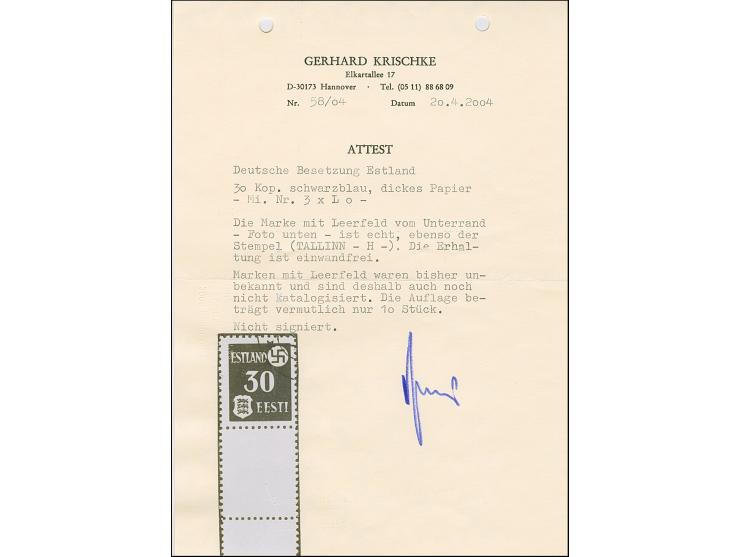 GERHARD KRISCHKE
Elkartallee 17
D-30173 Hannover · Tel. (05 11) 88 68 09
Nr. 58/04 Datum 20.4.2004
ATTEST
Deutsche Besetzung Estland
3o Kop. schwarzblau, dickes Papier
- Mi. Nr. 3 x L o -
Die Marke mit Leerfeld vom Unterrand
- Foto unten - ist echt, ebenso der
Stempel (TALLINN - H -). Die Erhal-
tung ist einwandfrei.
Marken mit Leerfeld waren bisher un-
bekannt und sind deshalb auch noch
nicht katalogisiert. Die Auflage be-
trägt vermutlich nur 1o Stück.
Nicht signiert.
ESTLAND
30
EESTI